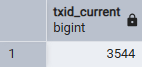 txid_current
bigint
1 3544